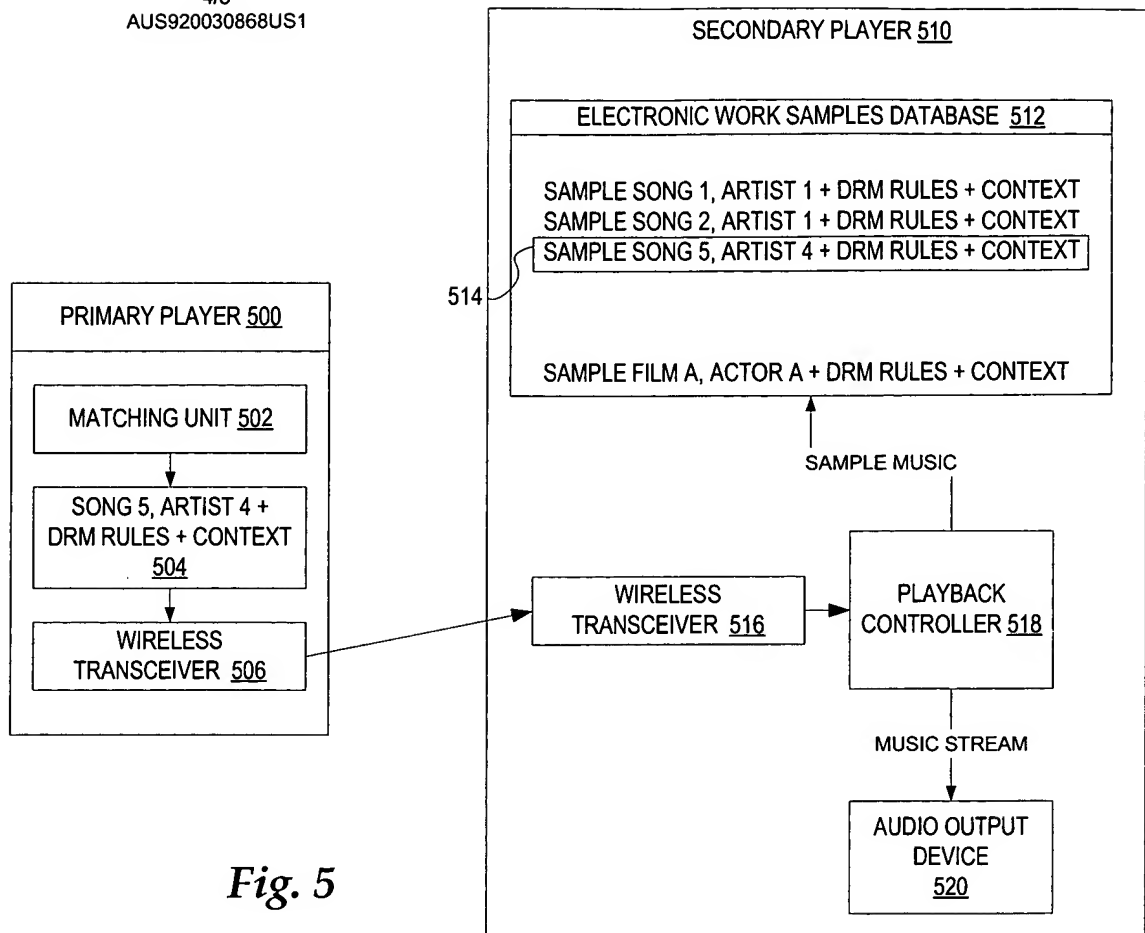 AUS920030868US1
SECONDARY PLAYER 510
ELECTRONIC WORK SAMPLES DATABASE 512
SAMPLE SONG 1, ARTIST 1 + DRM RULES + CONTEXT
SAMPLE SONG 2, ARTIST 1 + DRM RULES + CONTEXT
SAMPLE SONG 5, ARTIST 4 + DRM RULES + CONTEXT
514
SAMPLE FILM A, ACTOR A + DRM RULES + CONTEXT
PRIMARY PLAYER 500
MATCHING UNIT 502
SONG 5, ARTIST 4 +
DRM RULES + CONTEXT
504
WIRELESS
TRANSCEIVER 506
SAMPLE MUSIC
WIRELESS
TRANSCEIVER 516
PLAYBACK
CONTROLLER 518
MUSIC STREAM
AUDIO OUTPUT
DEVICE
520
Fig. 5